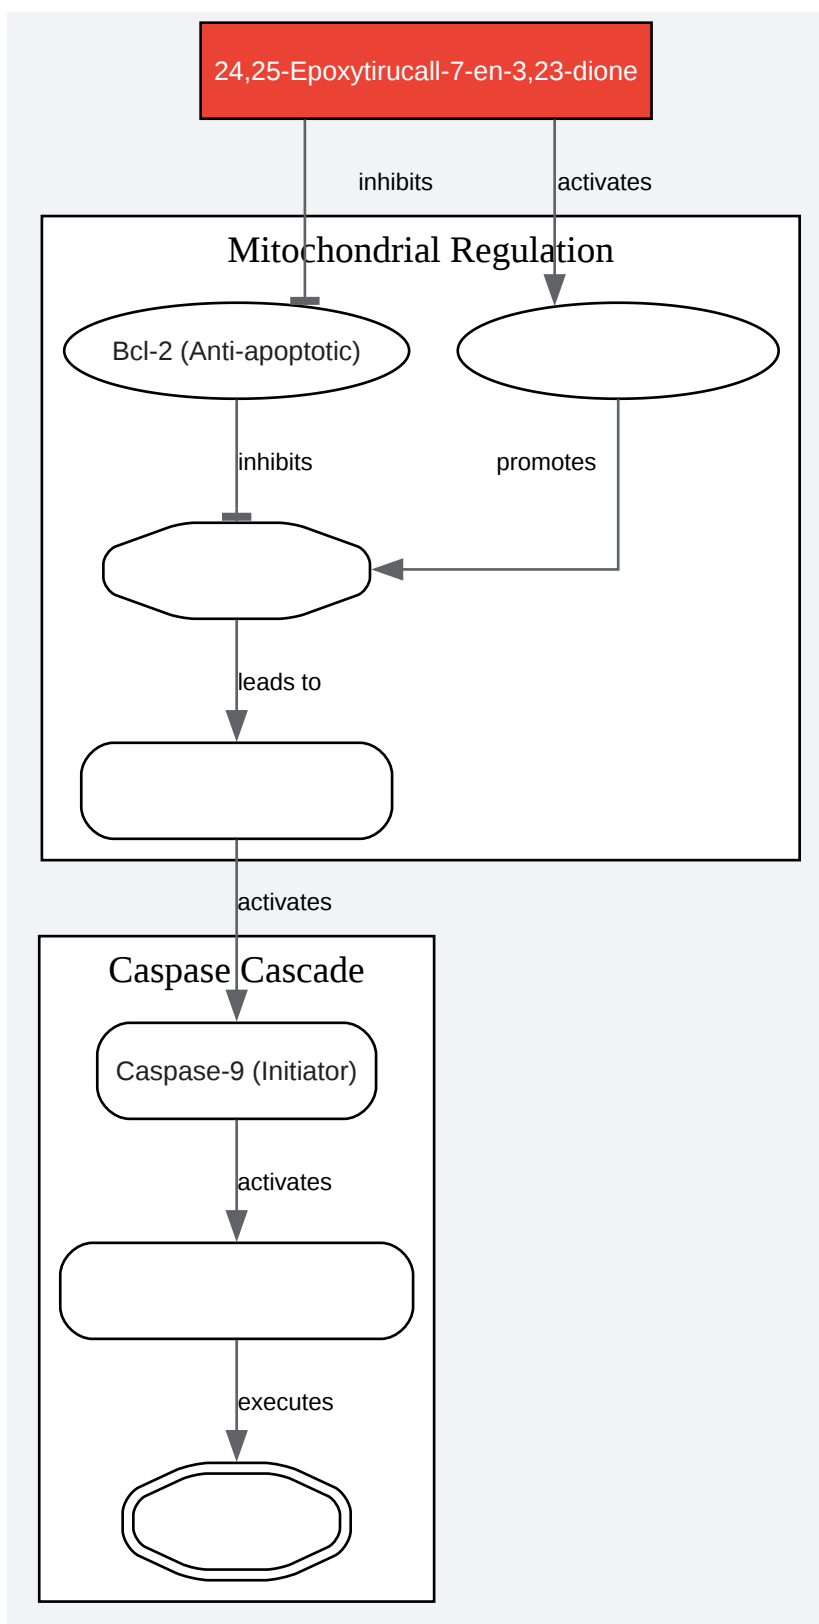 24,25-Epoxytirucall-7-en-3,23-dione
inhibits
activates
Mitochondrial Regulation
Bcl-2 (Anti-apoptotic)
inhibits
promotes
leads to
activates
Caspase Cascade
Caspase-9 (Initiator)
activates
executes